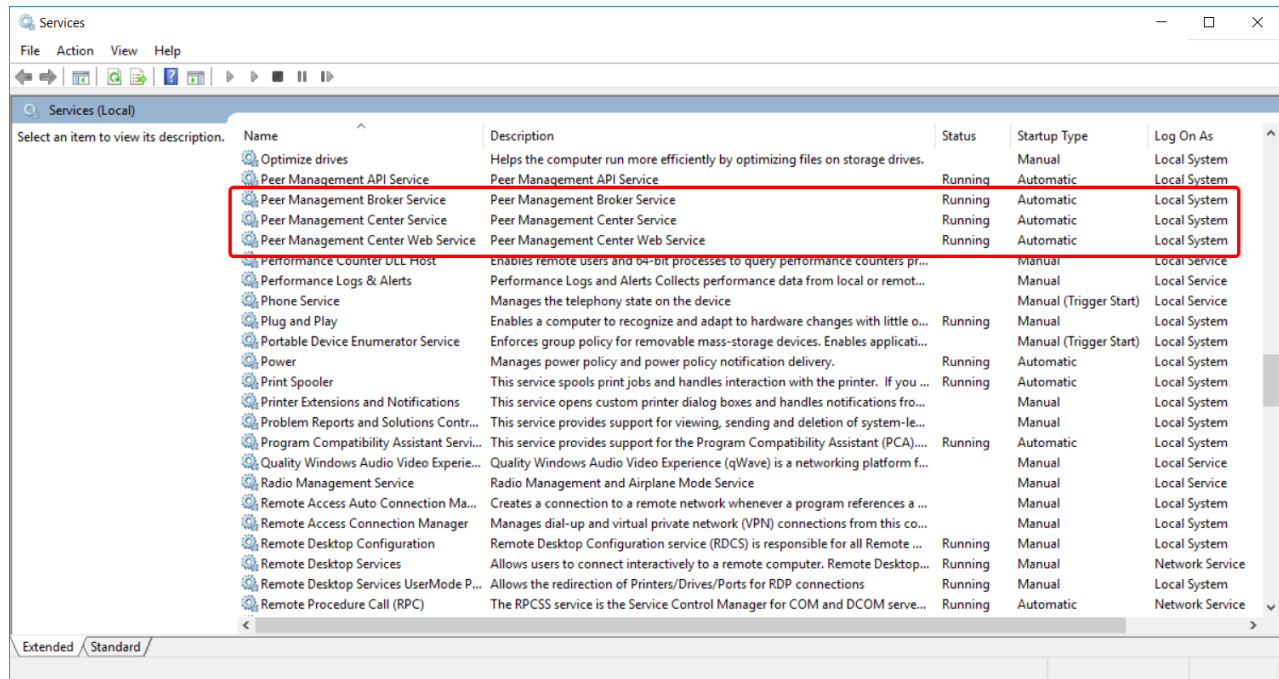 Services
File Action View Help
Services (Local)
Select an item to view its description.
Name Description Status Startup Type Log On As
Optimize drives Helps the computer run more efficiently by optimizing files on storage drives. Manual Local System
Peer Management API Service Peer Management API Service Running Automatic Local System
Peer Management Broker Service Peer Management Broker Service Running Automatic Local System
Peer Management Center Service Peer Management Center Service Running Automatic Local System
Peer Management Center Web Service Peer Management Center Web Service Running Automatic Local System
Performance Counter DLL Host Enables remote users and 64-bit processes to query performance counters pr... Manual Local Service
Performance Logs & Alerts Performance Logs and Alerts Collects performance data from local or remot... Manual Local Service
Phone Service Manages the telephony state on the device Manual (Trigger Start) Local Service
Plug and Play Enables a computer to recognize and adapt to hardware changes with little o... Running Manual Local System
Portable Device Enumerator Service Enforces group policy for removable mass-storage devices. Enables applicati... Manual (Trigger Start) Local System
Power Manages power policy and power policy notification delivery. Running Automatic Local System
Print Spooler This service spools print jobs and handles interaction with the printer. If you ... Running Automatic Local System
Printer Extensions and Notifications This service opens custom printer dialog boxes and handles notifications fro... Manual Local System
Problem Reports and Solutions Contr... This service provides support for viewing, sending and deletion of system-le... Manual Local System
Program Compatibility Assistant Servi... This service provides support for the Program Compatibility Assistant (PCA).... Running Automatic Local System
Quality Windows Audio Video Experie... Quality Windows Audio Video Experience (qWave) is a networking platform f... Manual Local Service
Radio Management Service Radio Management and Airplane Mode Service Manual Local Service
Remote Access Auto Connection Ma... Creates a connection to a remote network whenever a program references a ... Manual Local System
Remote Access Connection Manager Manages dial-up and virtual private network (VPN) connections from this co... Manual Local System
Remote Desktop Configuration Remote Desktop Configuration service (RDCS) is responsible for all Remote ... Running Manual Local System
Remote Desktop Services Allows users to connect interactively to a remote computer. Remote Desktop... Running Manual Network Service
Remote Desktop Services UserMode P... Allows the redirection of Printers/Drives/Ports for RDP connections Running Manual Local System
Remote Procedure Call (RPC) The RPCSS service is the Service Control Manager for COM and DCOM serve... Running Automatic Network Service
Extended Standard